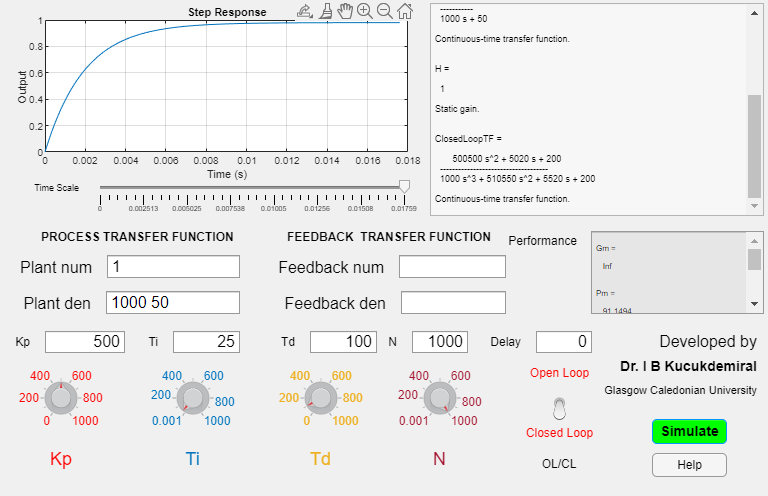 Step Response
1
0.8
0.6
0.4
0.2
0
Output
0 0.002 0.004 0.006 0.008 0.01 0.012 0.014 0.016 0.018
Time (s)
Time Scale
0 0.002513 0.005025 0.007538 0.01005 0.01256 0.01508 0.01759
-----------
1000 s + 50
Continuous-time transfer function.
H =
1
Static gain.
ClosedLoopTF =
500500 s^2 + 5020 s + 200
--------------------------------------
1000 s^3 + 510550 s^2 + 5520 s + 200
Continuous-time transfer function.
PROCESS TRANSFER FUNCTION
Plant num 1
Plant den 1000 50
FEEDBACK TRANSFER FUNCTION
Feedback num
Feedback den
Performance
Gm =
Inf
Pm =
91.1494
Kp 500 Ti 25 Td 100 N 1000 Delay 0
400 600
200 800
0 1000
Kp
400 600
200 800
0.001 1000
Ti
400 600
200 800
0 1000
Td
400 600
200 800
0.001 1000
N
Open Loop
Closed Loop
OL/CL
Developed by
Dr. I B Kucukdemiral
Glasgow Caledonian University
Simulate
Help